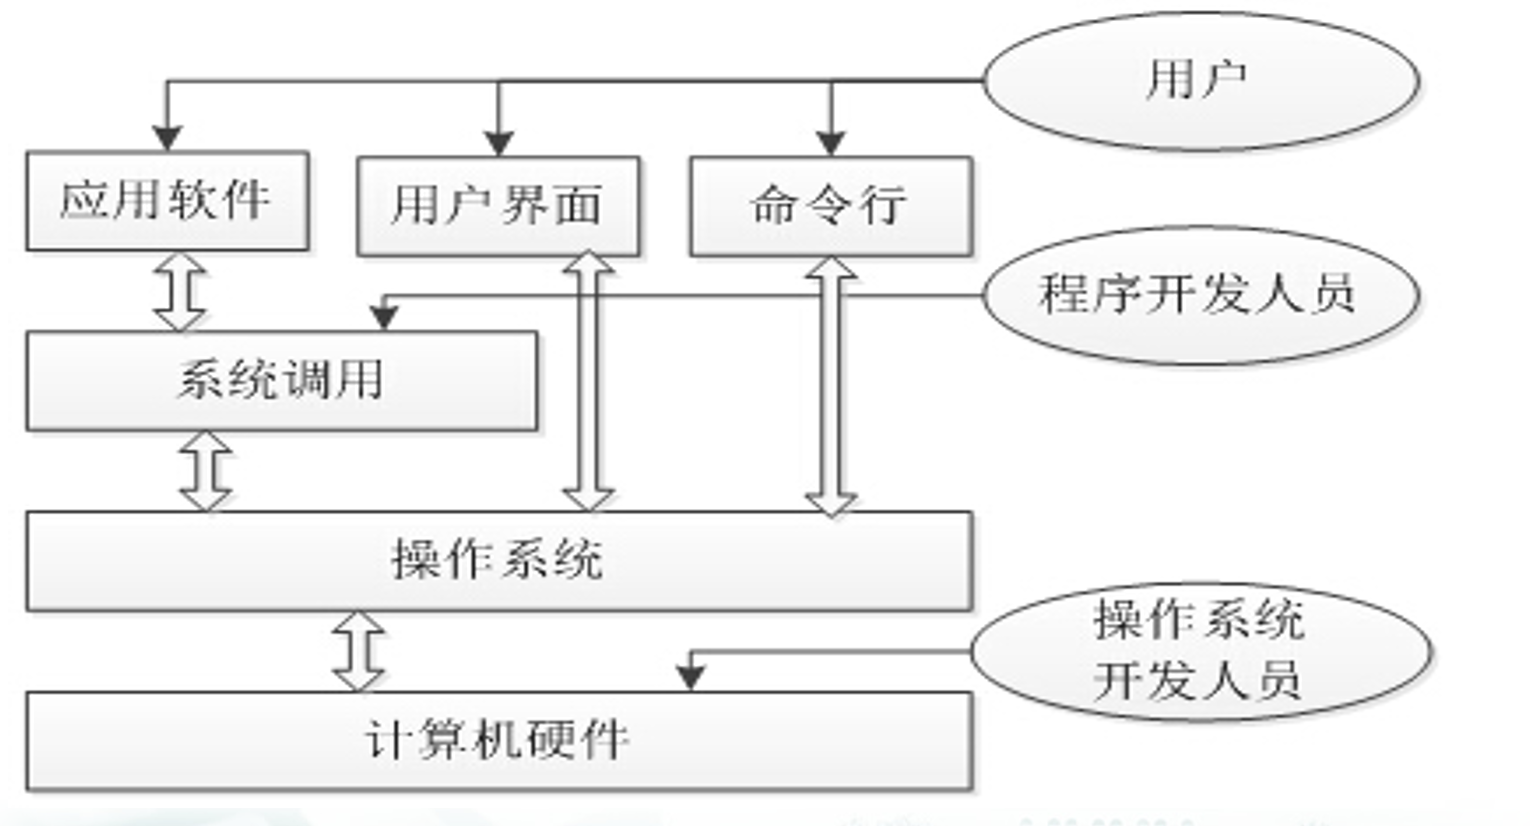 用户
应用软件
用户界面
命令行
程序开发人员
系统调用
操作系统
操作系统
开发人员
计算机硬件